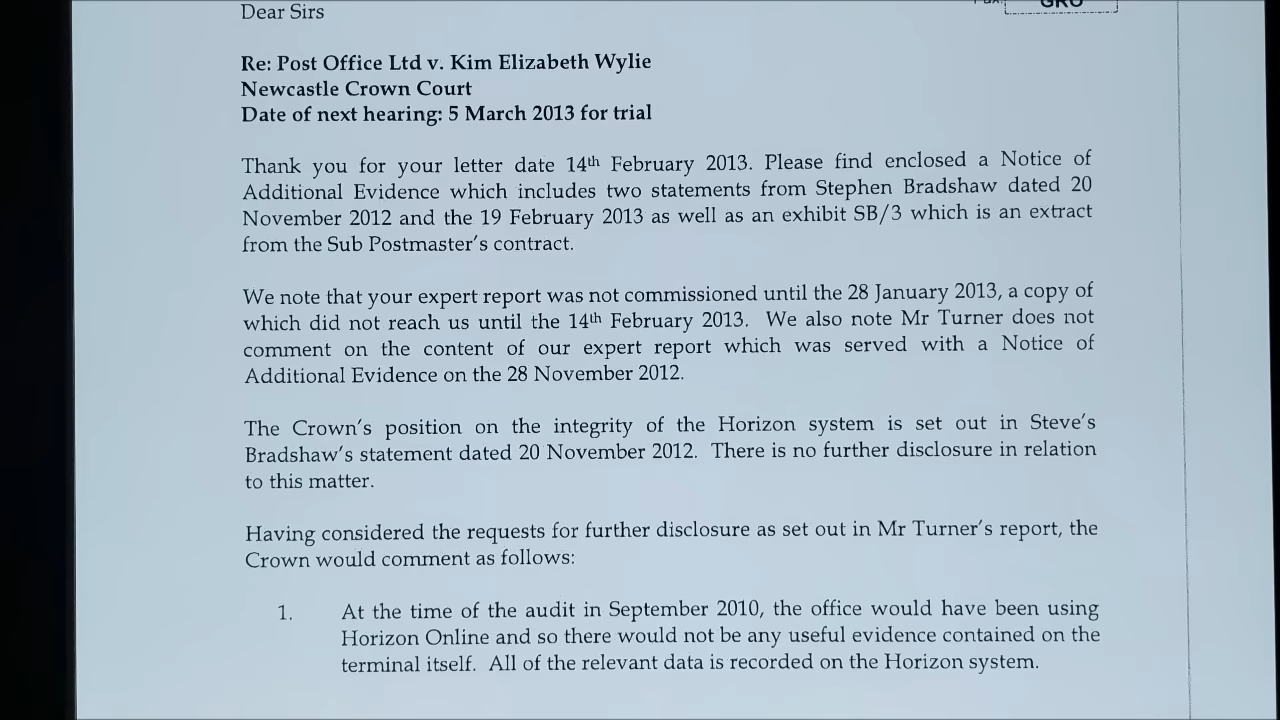 Dear Sirs
GRO
Re: Post Office Ltd v. Kim Elizabeth Wylie
Newcastle Crown Court
Date of next hearing: 5 March 2013 for trial
Thank you for your letter date 14th February 2013. Please find enclosed a Notice of
Additional Evidence which includes two statements from Stephen Bradshaw dated 20
November 2012 and the 19 February 2013 as well as an exhibit SB/3 which is an extract
from the Sub Postmaster's contract.
We note that your expert report was not commissioned until the 28 January 2013, a copy of
which did not reach us until the 14th February 2013. We also note Mr Turner does not
comment on the content of our expert report which was served with a Notice of
Additional Evidence on the 28 November 2012.
The Crown's position on the integrity of the Horizon system is set out in Steve's
Bradshaw's statement dated 20 November 2012. There is no further disclosure in relation
to this matter.
Having considered the requests for further disclosure as set out in Mr Turner's report, the
Crown would comment as follows:
1. At the time of the audit in September 2010, the office would have been using
Horizon Online and so there would not be any useful evidence contained on the
terminal itself. All of the relevant data is recorded on the Horizon system.